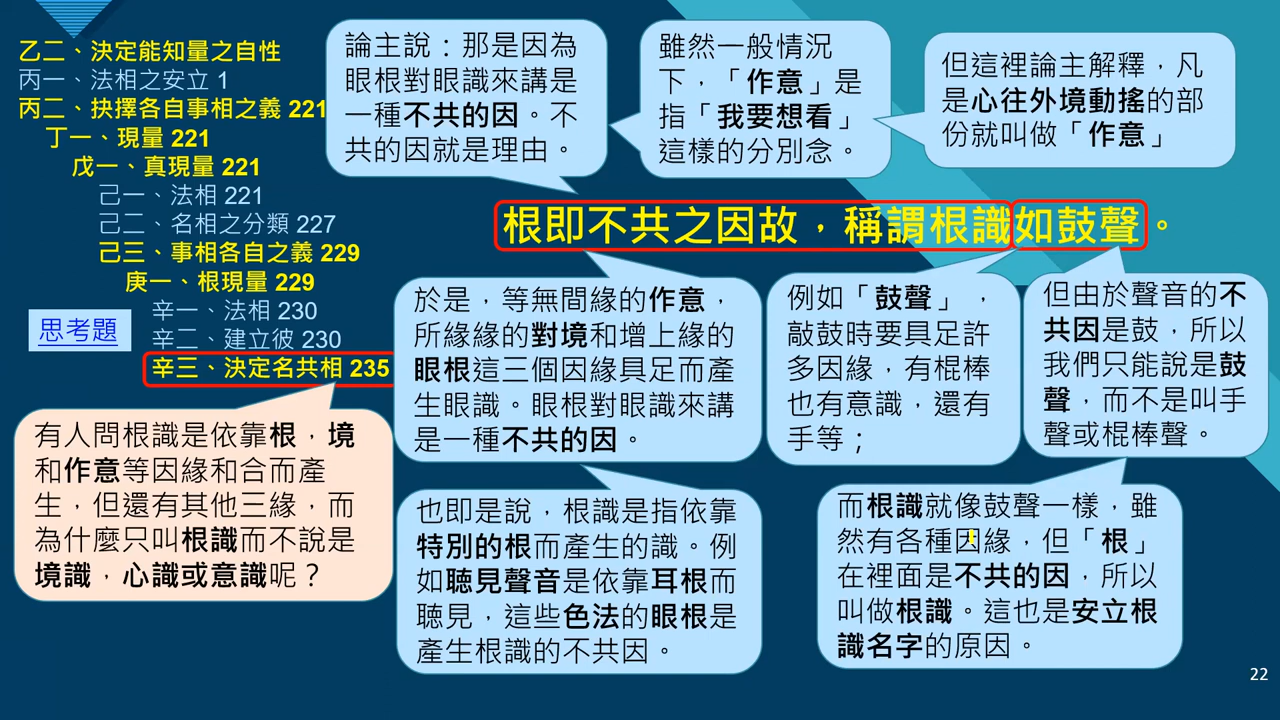 乙二、決定能知量之自性
丙一、法相之安立 1
丙二、抉擇各自事相之義 221
丁一、現量 221
戊一、真現量 221
己一、法相 221
己二、名相之分類 227
己三、事相各自之義 229
庚一、根現量 229
辛一、法相 230
辛二、建立彼 230
辛三、決定名共相 235
思考題
論主說：那是因為
眼根對眼識來講是
一種不共的因。不
共的因就是理由。
雖然一般情況
下，「作意」是
指「我要想看」
這樣的分別念。
但這裡論主解釋，凡
是心往外境動搖的部
份就叫做「作意」
根即不共之因故，稱謂根識如鼓聲。
有人問根識是依靠根，境
和作意等因緣和合而產
生，但還有其他三緣，而
為什麼只叫根識而不說是
境識，心識或意識呢？
於是，等無間緣的作意，
所緣緣的對境和增上緣的
眼根這三個因緣具足而產
生眼識。眼根對眼識來講
是一種不共的因。
例如「鼓聲」，
敲鼓時要具足許
多因緣，有棍棒
也有意識，還有
手等；
但由於聲音的不
共因是鼓，所以
我們只能說是鼓
聲，而不是叫手
聲或棍棒聲。
也即是說，根識是指依靠
特別的根而產生的識。例
如聽見聲音是依靠耳根而
聽見，這些色法的眼根是
產生根識的不共因。
而根識就像鼓聲一樣，雖
然有各種因緣，但「根」
在裡面是不共的因，所以
叫做根識。這也是安立根
識名字的原因。
22